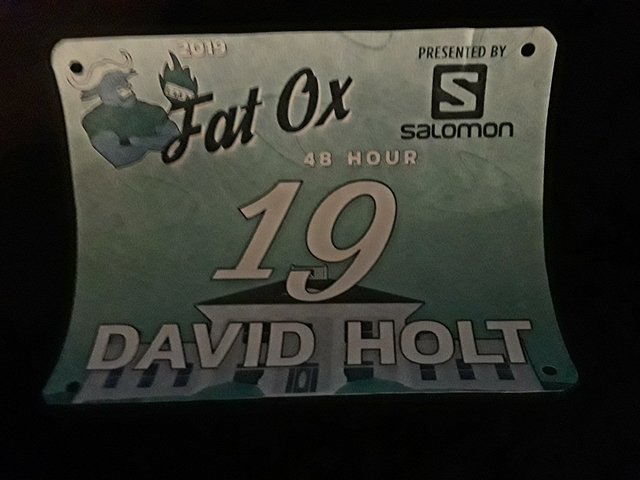 2019
Fat Ox
PRESENTED BY
S
SALOMON
48 HOUR
19
DAVID HOLT